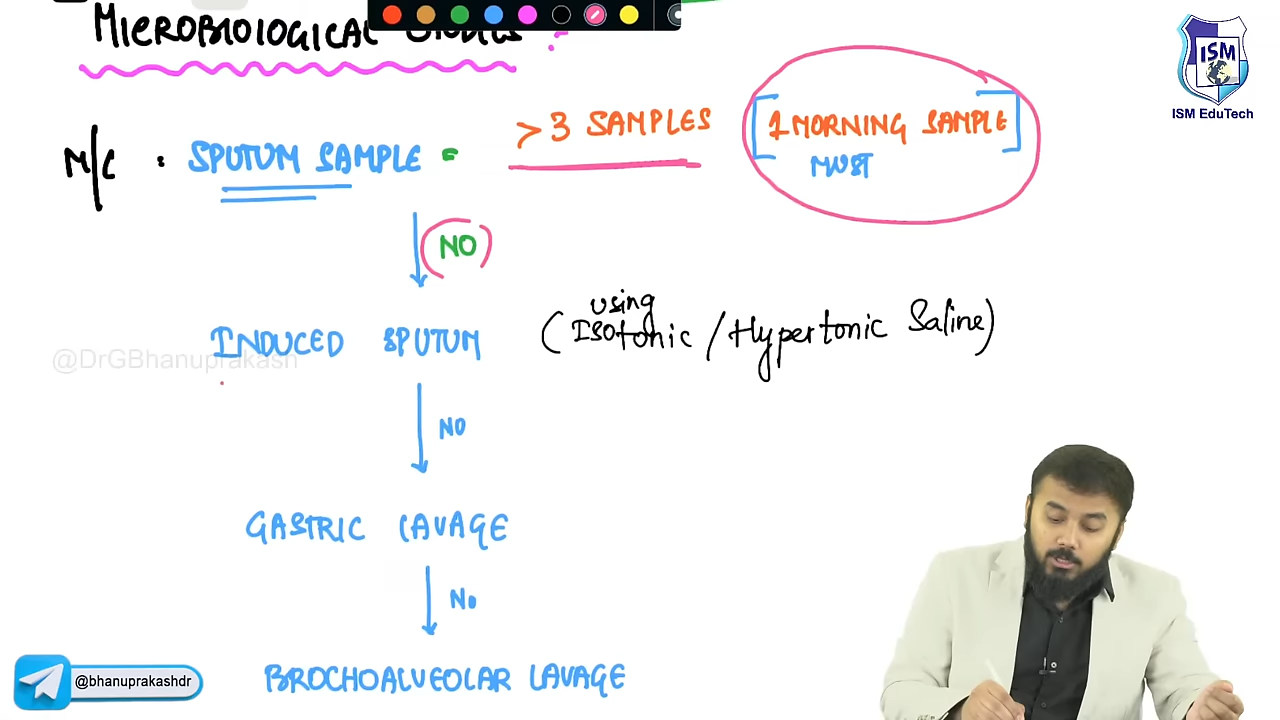 MICROBIOLOGICAL
ISM
ISM EduTech
M/C : SPUTUM SAMPLE = > 3 SAMPLES [1 MORNING SAMPLE]
MUST
NO
INDUCED SPUTUM (using ISOtonic / Hypertonic Saline)
@DrGBhanuprakash
NO
GASTRIC LAVAGE
NO
BROCHOALVEOLAR LAVAGE
@bhanuprakashdr